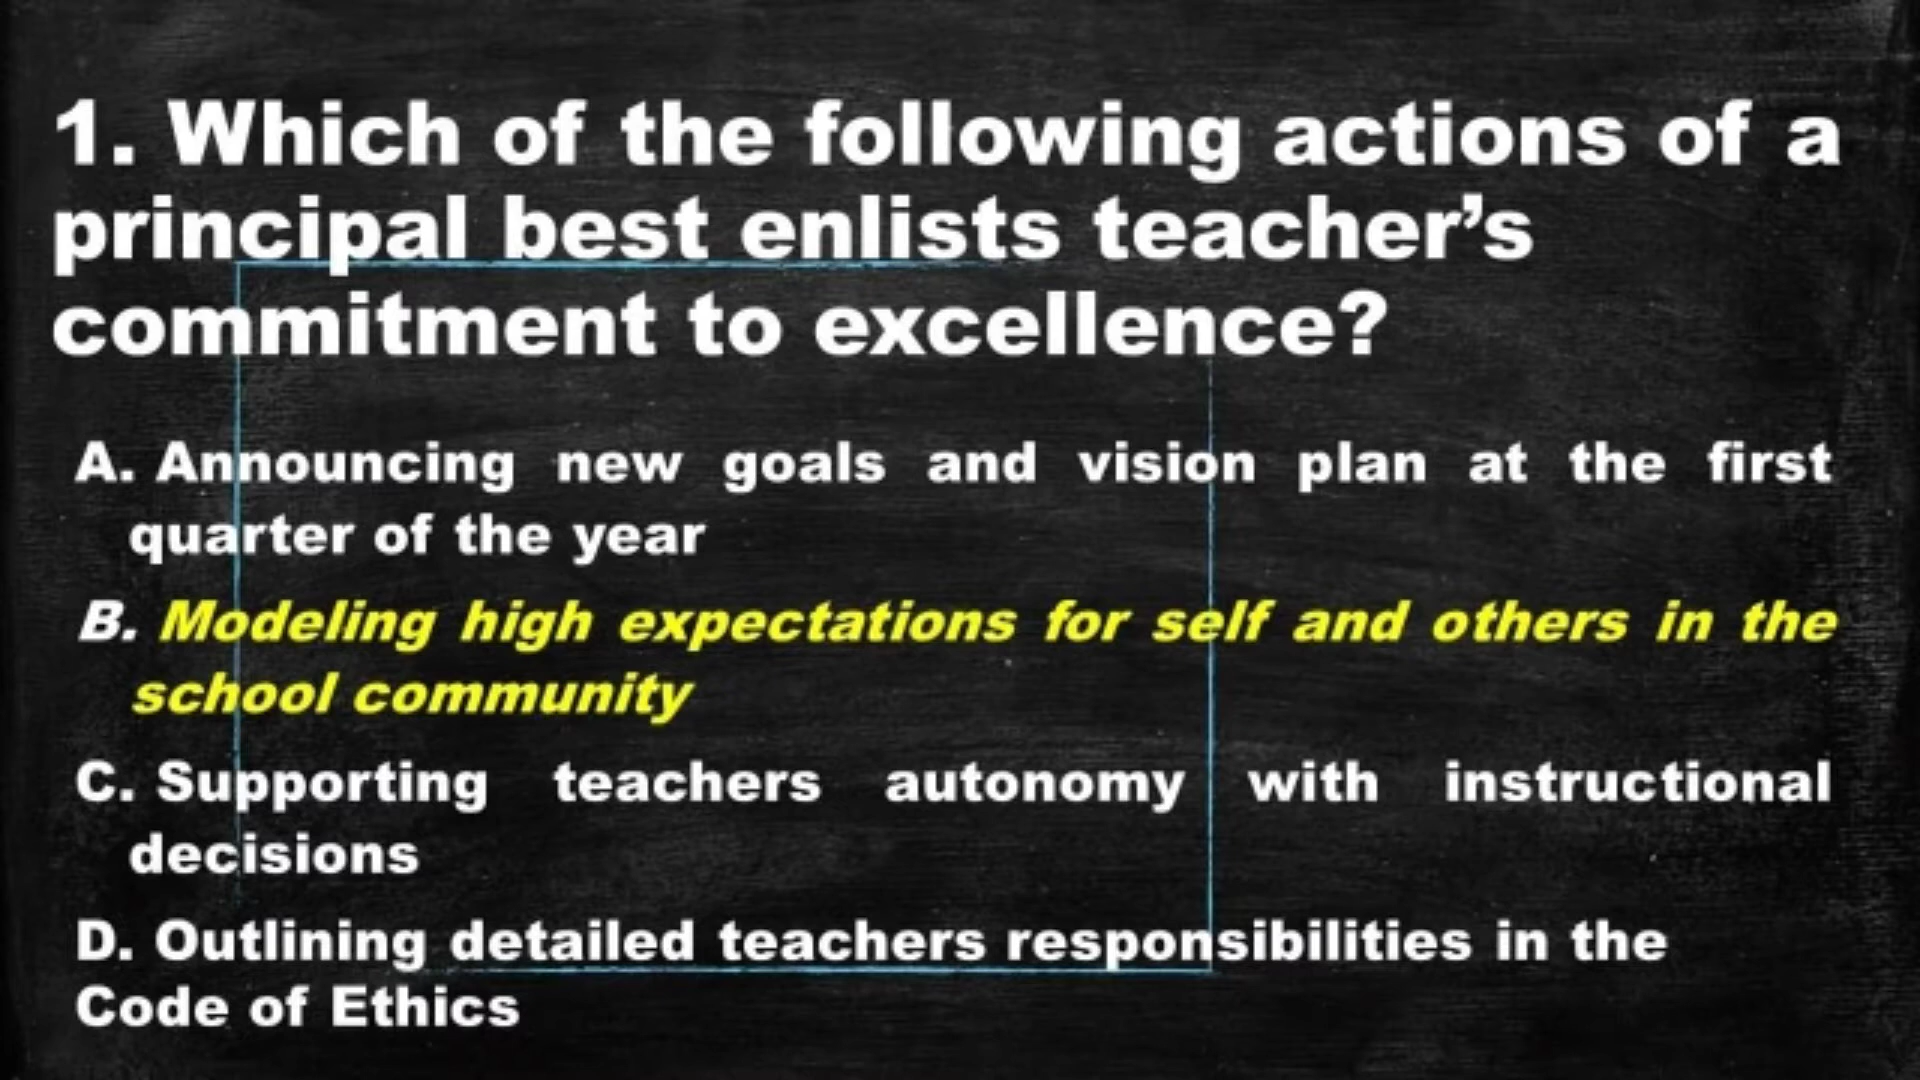 1. Which of the following actions of a
principal best enlists teacher’s
commitment to excellence?
A. Announcing new goals and vision plan at the first
quarter of the year
B. Modeling high expectations for self and others in the
school community
C. Supporting teachers autonomy with instructional
decisions
D. Outlining detailed teachers responsibilities in the
Code of Ethics